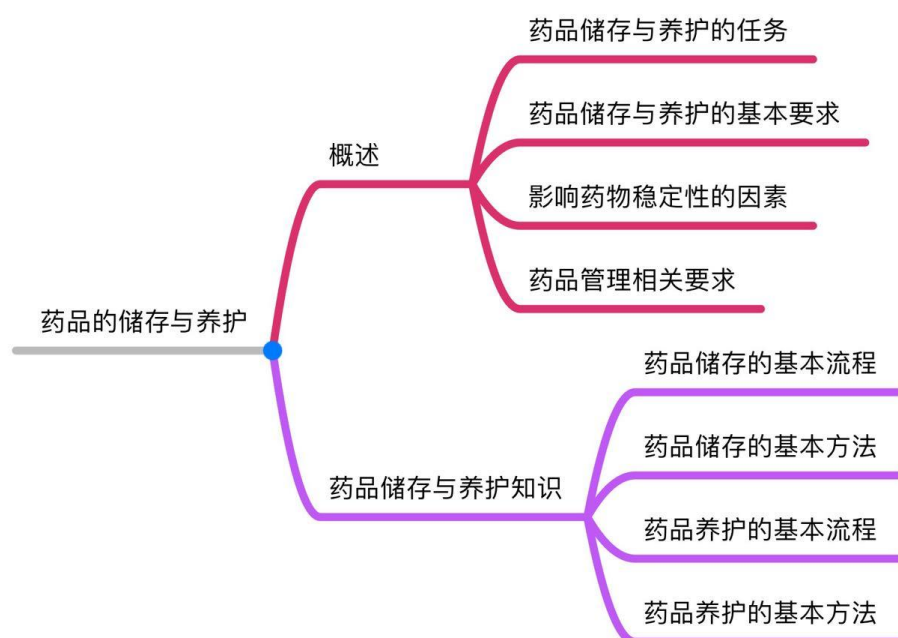 药品储存与养护的任务
药品储存与养护的基本要求
概述
影响药物稳定性的因素
药品管理相关要求
药品的储存与养护
药品储存的基本流程
药品储存的基本方法
药品储存与养护知识
药品养护的基本流程
药品养护的基本方法